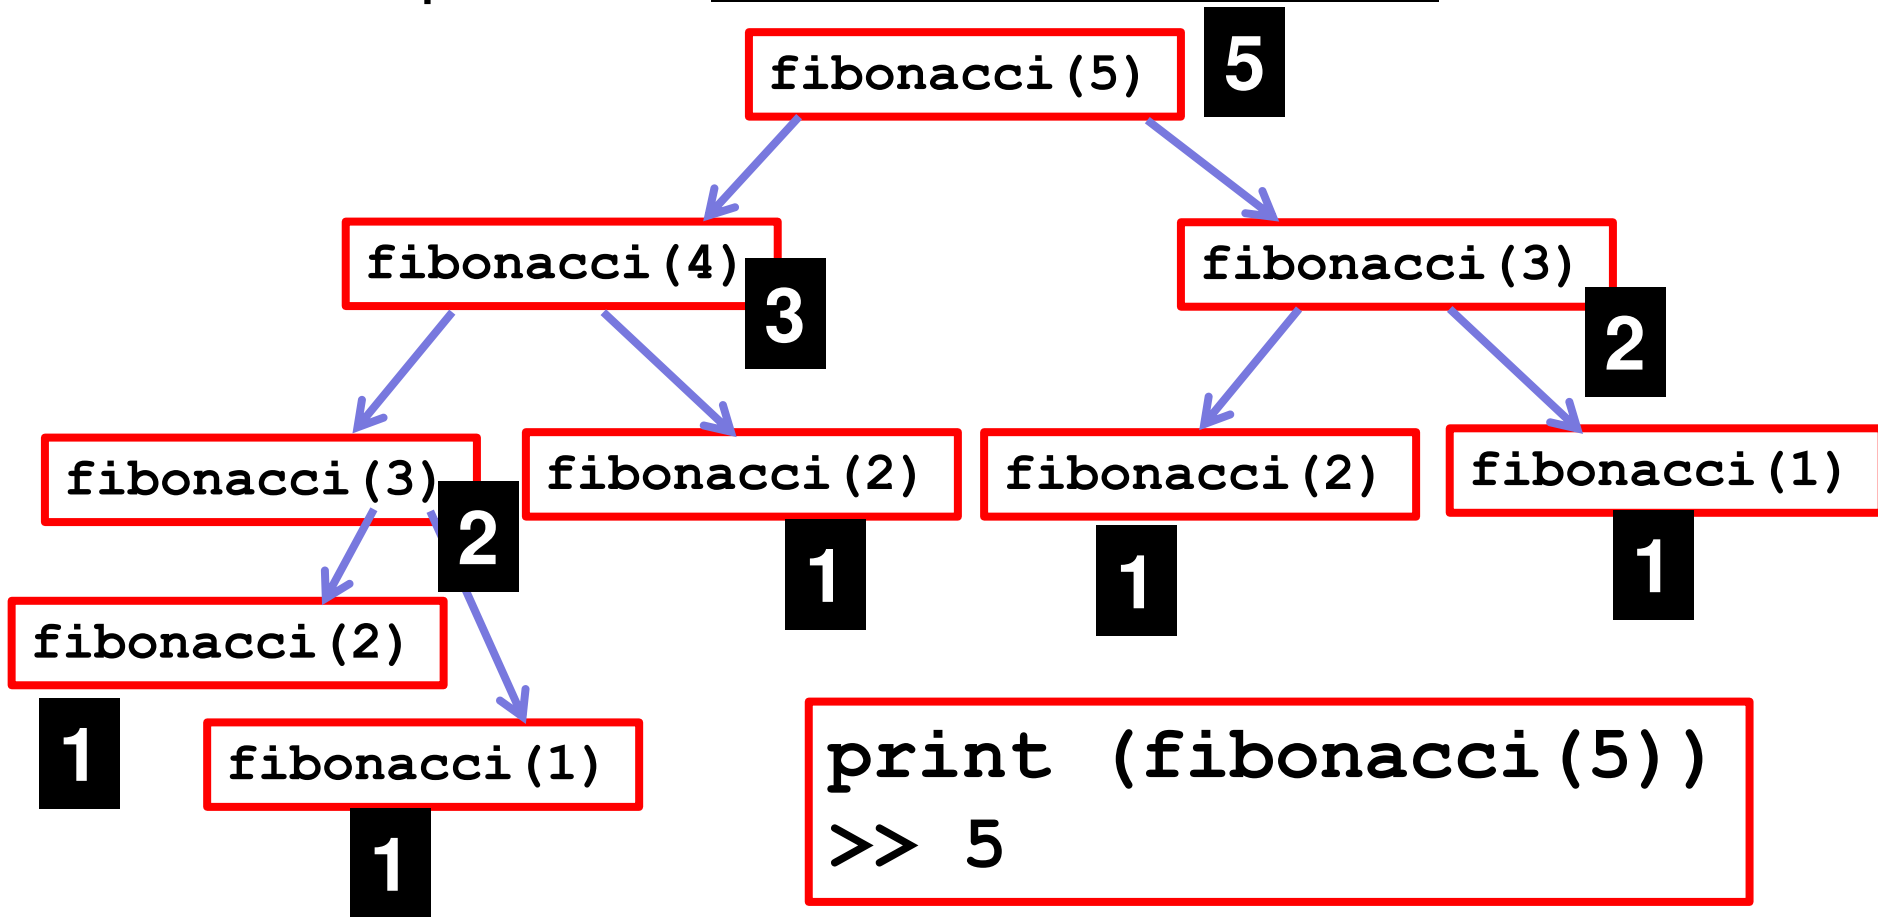 fibonacci(5)
5
fibonacci(4)
3
fibonacci(3)
2
fibonacci(3)
2
fibonacci(2)
1
fibonacci(2)
1
fibonacci(1)
1
fibonacci(2)
1
fibonacci(1)
1
print (fibonacci(5))
>> 5